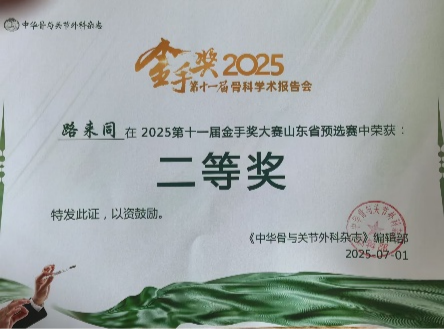 中华骨与关节外科杂志
金手奖2025
第十一届骨科学术报告会
路来同 在 2025第十一届金手奖大赛山东省预选赛中荣获：
二等奖
特发此证，以资鼓励。
《中华骨与关节外科杂志》编辑部
2025-07-01